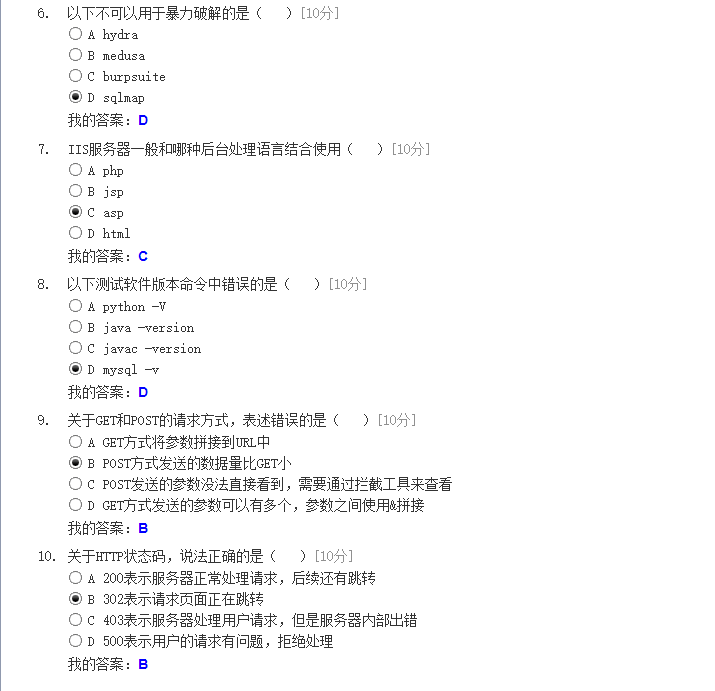 6. 以下不可以用于暴力破解的是（ ）[10分]
A hydra
B medusa
C burpsuite
D sqlmap
我的答案：D
7. IIS服务器一般和哪种后台处理语言结合使用（ ）[10分]
A php
B jsp
C asp
D html
我的答案：C
8. 以下测试软件版本命令中错误的是（ ）[10分]
A python -V
B java -version
C javac -version
D mysql -v
我的答案：D
9. 关于GET和POST的请求方式，表述错误的是（ ）[10分]
A GET方式将参数拼接到URL中
B POST方式发送的数据量比GET小
C POST发送的参数没法直接看到，需要通过拦截工具来查看
D GET方式发送的参数可以有多个，参数之间使用&拼接
我的答案：B
10. 关于HTTP状态码，说法正确的是（ ）[10分]
A 200表示服务器正常处理请求，后续还有跳转
B 302表示请求页面正在跳转
C 403表示服务器处理用户请求，但是服务器内部出错
D 500表示用户的请求有问题，拒绝处理
我的答案：B